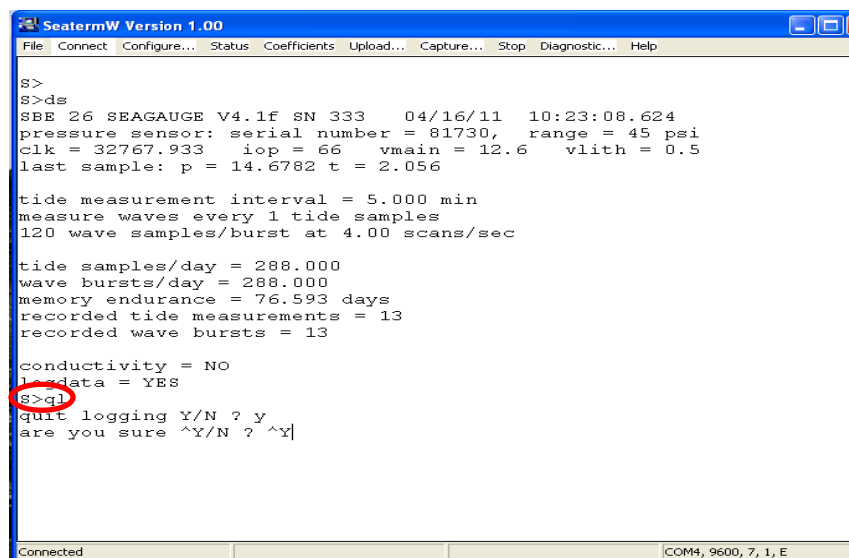 SeatermW Version 1.00
File Connect Configure... Status Coefficients Upload... Capture... Stop Diagnostic... Help
S>
S>ds
SBE 26 SEAGAUGE V4.1f SN 333 04/16/11 10:23:08.624
pressure sensor: serial number = 81730, range = 45 psi
clk = 32767.933 iop = 66 vmain = 12.6 vlith = 0.5
last sample: p = 14.6782 t = 2.056
tide measurement interval = 5.000 min
measure waves every 1 tide samples
120 wave samples/burst at 4.00 scans/sec
tide samples/day = 288.000
wave bursts/day = 288.000
memory endurance = 76.593 days
recorded tide measurements = 13
recorded wave bursts = 13
conductivity = NO
logdata = YES
S>ql
quit logging Y/N ? y
are you sure ^Y/N ? ^Y
Connected COM4, 9600, 7, 1, E